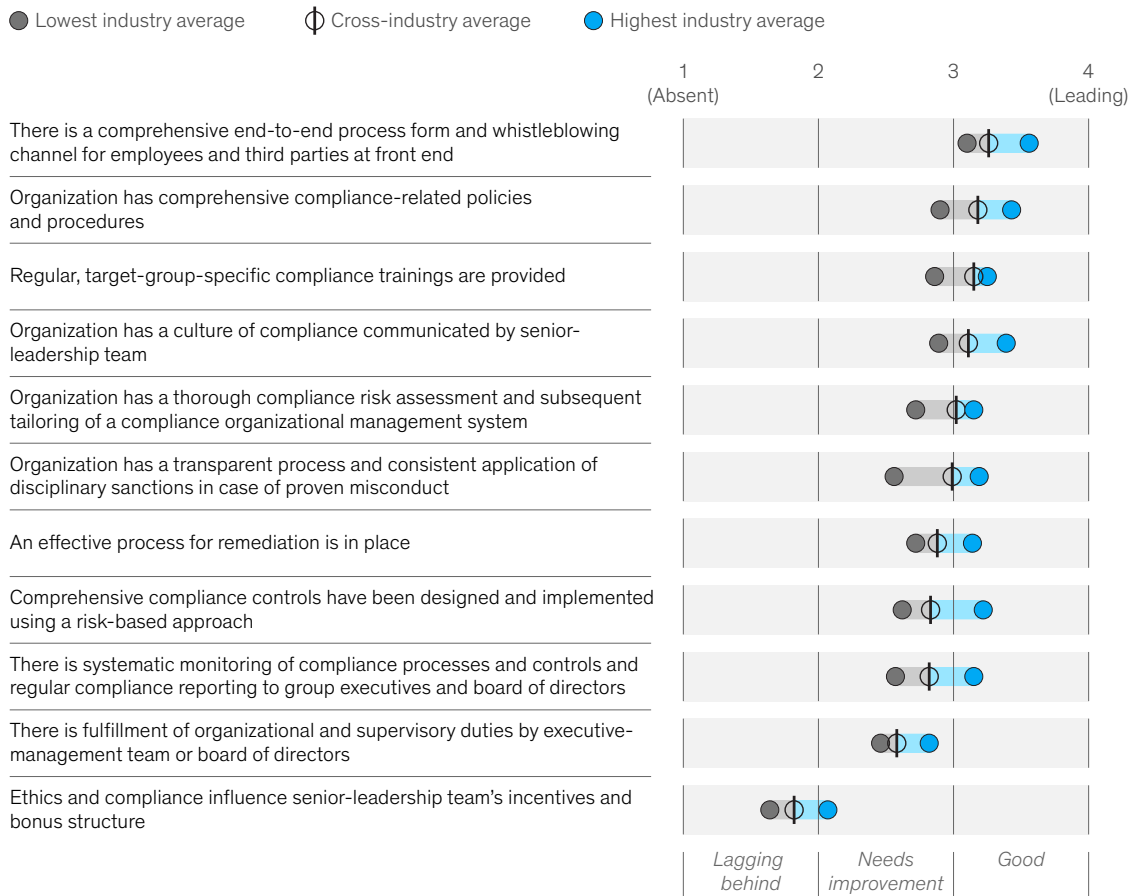 Lowest industry average
Cross-industry average
Highest industry average
1
(Absent)
2
3
4
(Leading)
There is a comprehensive end-to-end process form and whistleblowing
channel for employees and third parties at front end
Organization has comprehensive compliance-related policies
and procedures
Regular, target-group-specific compliance trainings are provided
Organization has a culture of compliance communicated by senior-
leadership team
Organization has a thorough compliance risk assessment and subsequent
tailoring of a compliance organizational management system
Organization has a transparent process and consistent application of
disciplinary sanctions in case of proven misconduct
An effective process for remediation is in place
Comprehensive compliance controls have been designed and implemented
using a risk-based approach
There is systematic monitoring of compliance processes and controls and
regular compliance reporting to group executives and board of directors
There is fulfillment of organizational and supervisory duties by executive-
management team or board of directors
Ethics and compliance influence senior-leadership team’s incentives and
bonus structure
Lagging
behind
Needs
improvement
Good